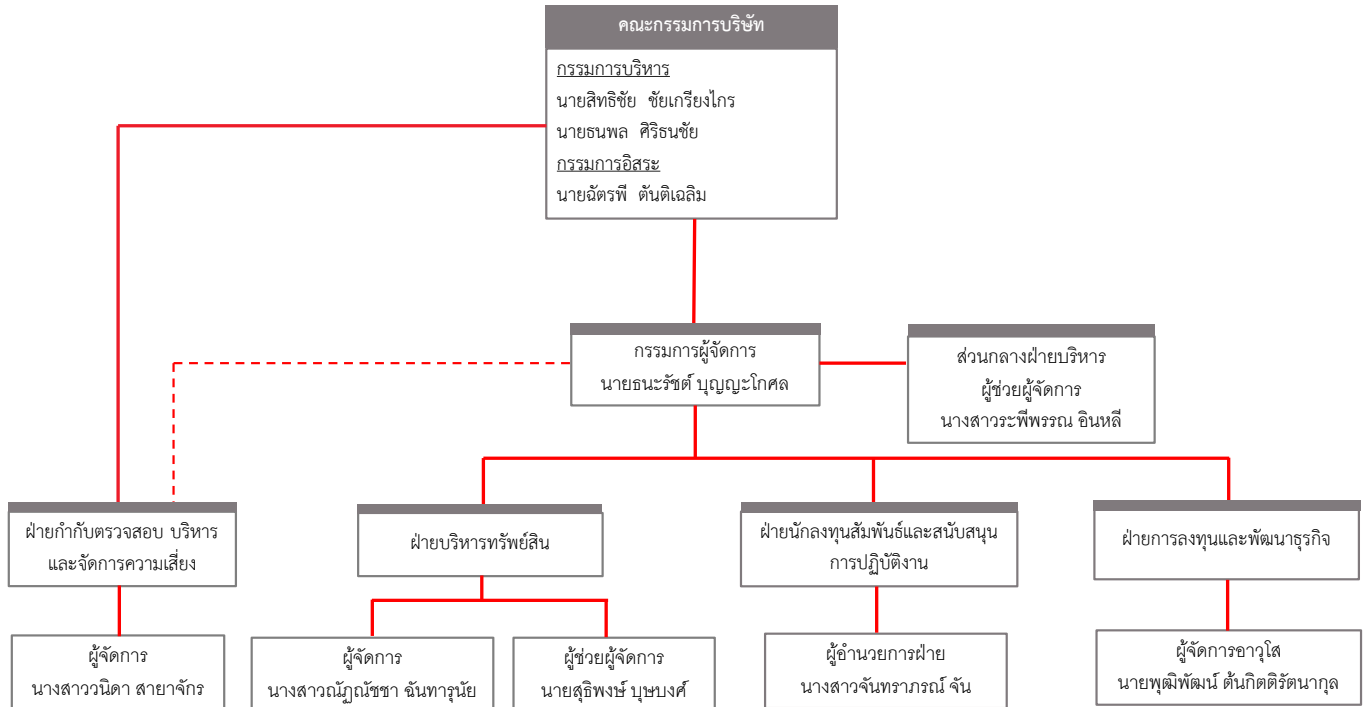 คณะกรรมการบริษัท
กรรมการบริหาร
นายสิทธิชัย ชัยเกรียงไกร
นายธนพล ศิริธนชัย
กรรมการอิสระ
นายฉัตรพี ตันติเฉลิม
กรรมการผู้จัดการ
นายธนะรัชต์ บุญญะโกศล
ส่วนกลางฝ่ายบริหาร
ผู้ช่วยผู้จัดการ
นางสาวระพีพรรณ อินหลี
ฝ่ายกำกับตรวจสอบ บริหาร
และจัดการความเสี่ยง
ฝ่ายบริหารทรัพย์สิน
ฝ่ายนักลงทุนสัมพันธ์และสนับสนุน
การปฏิบัติงาน
ฝ่ายการลงทุนและพัฒนาธุรกิจ
ผู้จัดการ
นางสาววนิดา สายาจักร
ผู้จัดการ
นางสาวณัฏณัชชา ฉันทารุนัย
ผู้ช่วยผู้จัดการ
นายสุธิพงษ์ บุษบงศ์
ผู้อำนวยการฝ่าย
นางสาวจันทราภรณ์ จัน
ผู้จัดการอาวุโส
นายพุฒิพัฒน์ ต้นกิตติรัตนากุล